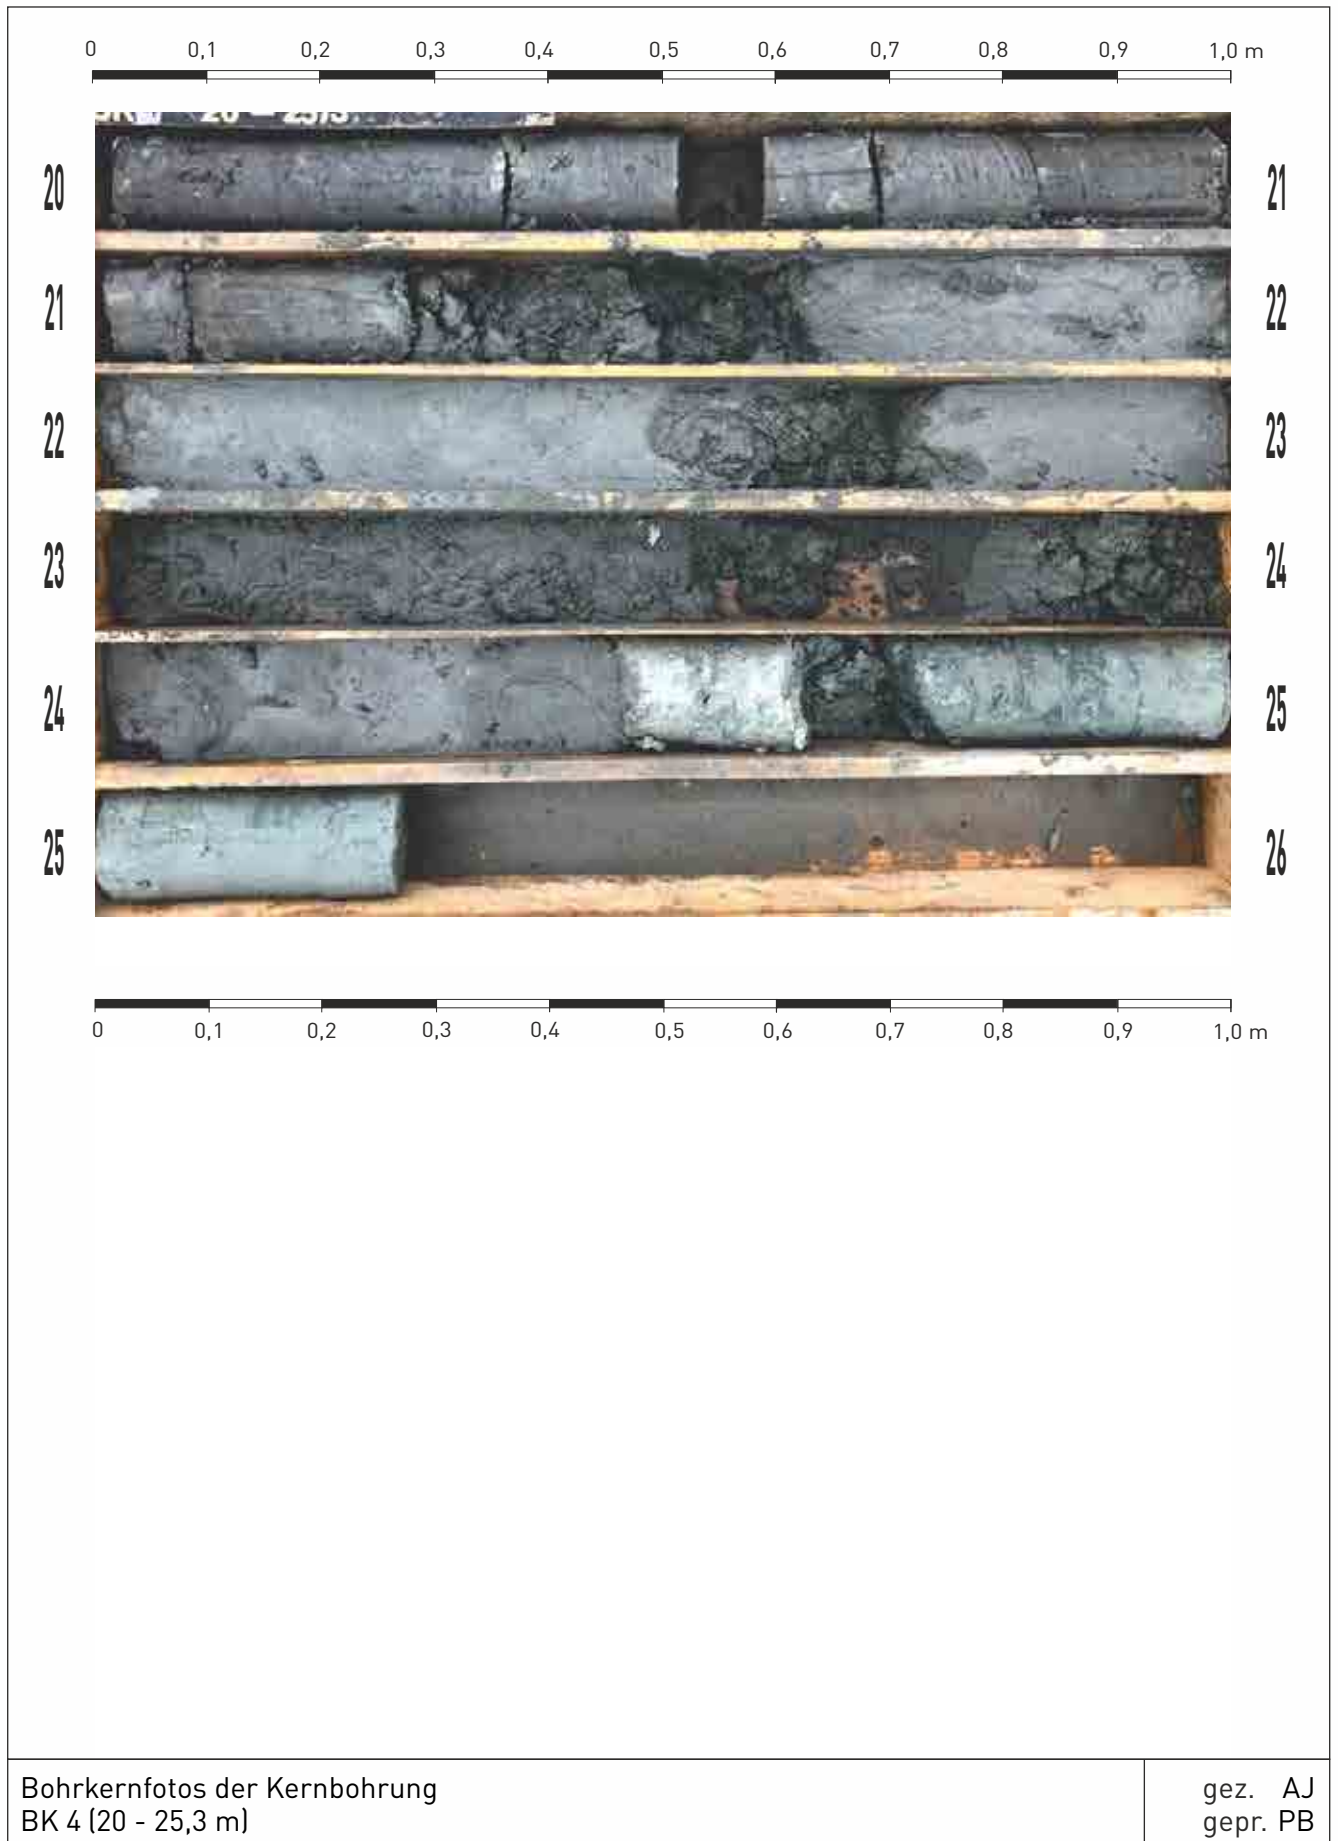 0 0,1 0,2 0,3 0,4 0,5 0,6 0,7 0,8 0,9 1,0 m
20 21
21 22
22 23
23 24
24 25
25 26
0 0,1 0,2 0,3 0,4 0,5 0,6 0,7 0,8 0,9 1,0 m
Bohrkernfotos der Kernbohrung
BK 4 (20 - 25,3 m)
gez. AJ
gepr. PB